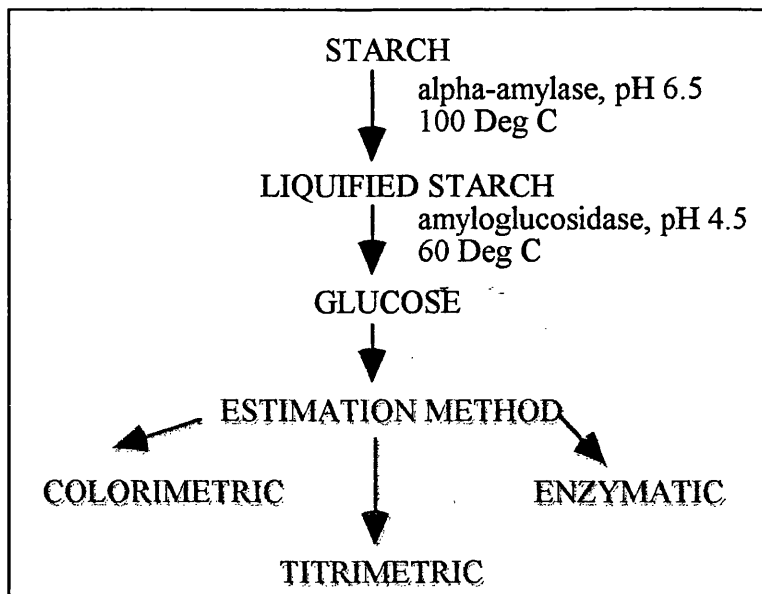 STARCH
alpha-amylase, pH 6.5
100 Deg C
LIQUIFIED STARCH
amyloglucosidase, pH 4.5
60 Deg C
GLUCOSE
ESTIMATION METHOD
COLORIMETRIC
ENZYMATIC
TITRIMETRIC